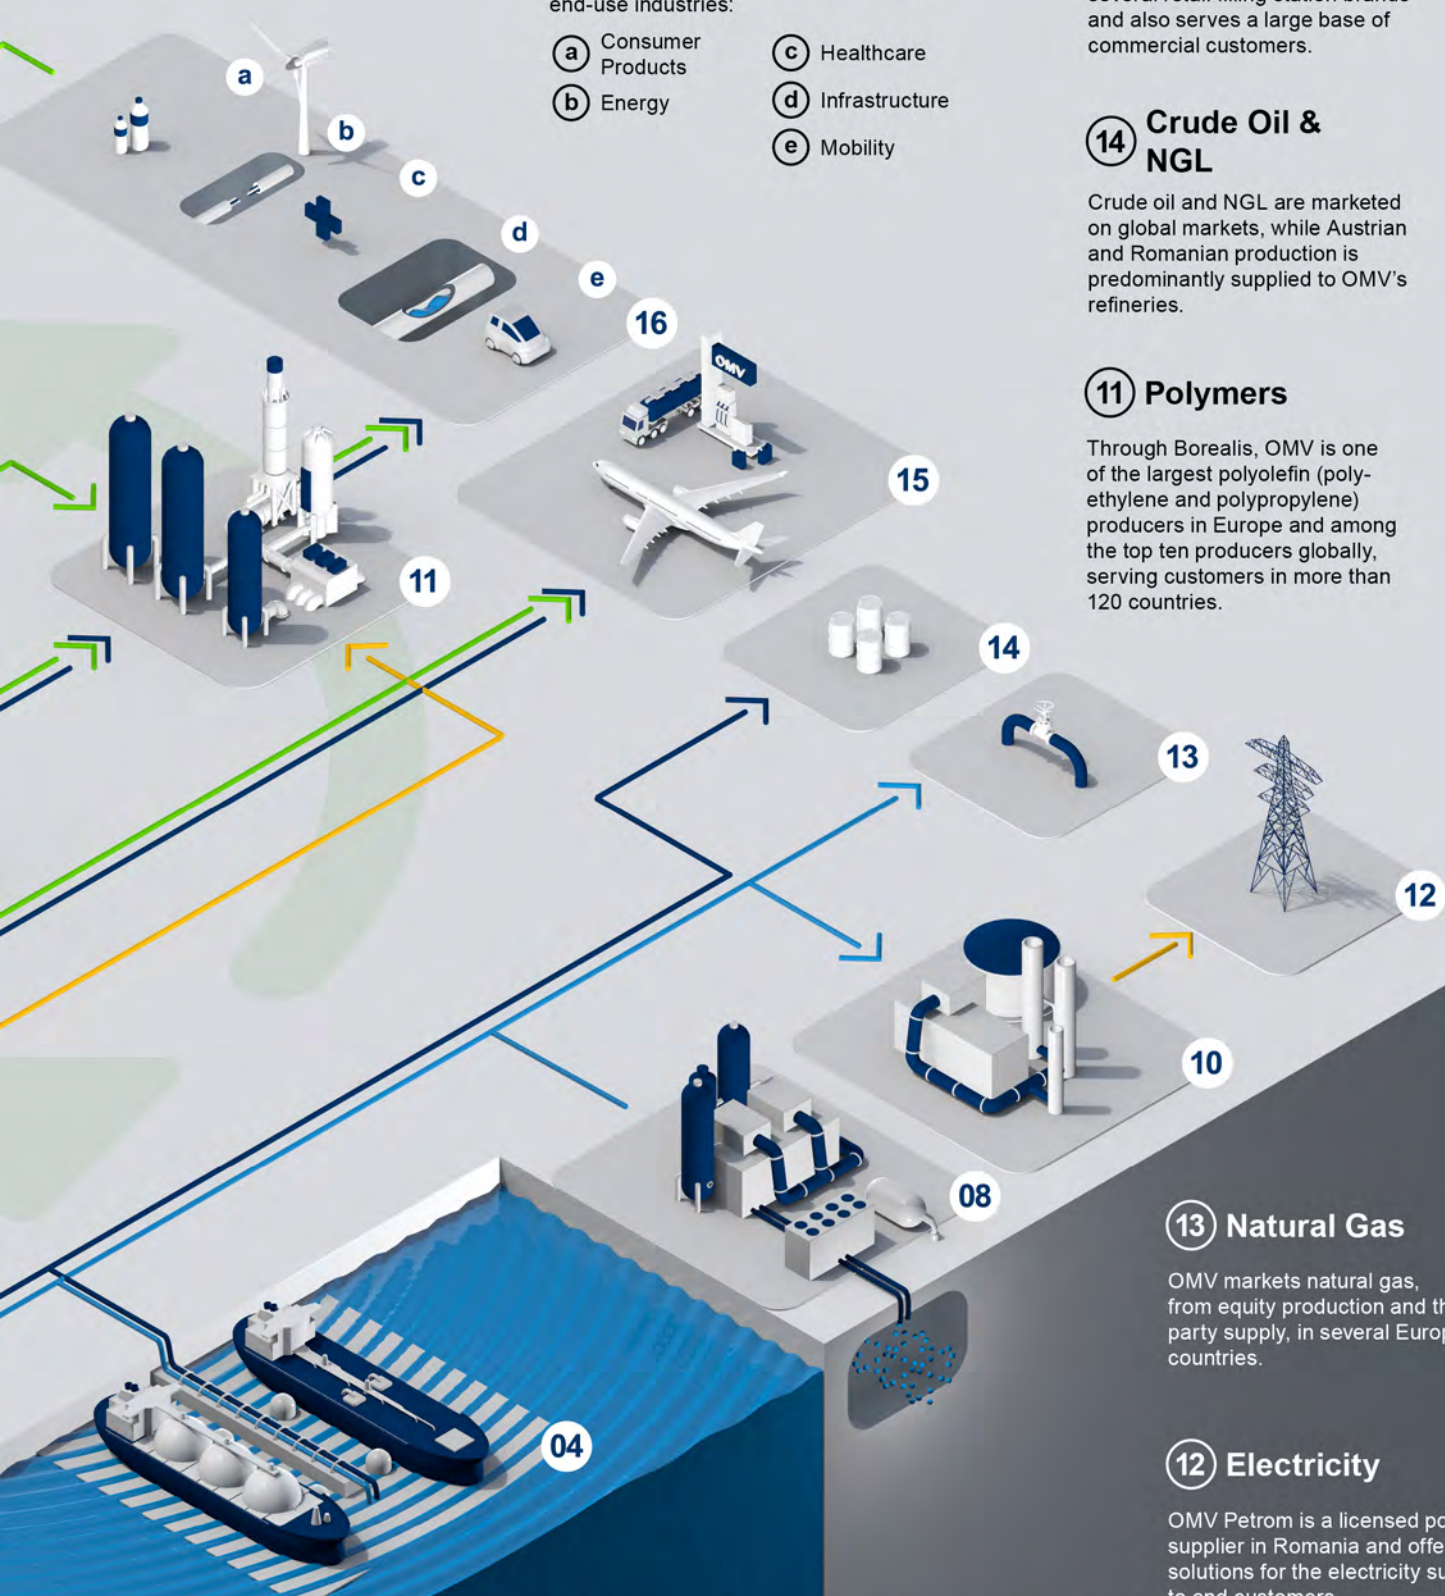 end-use industries:
a Consumer
Products
b Energy
c Healthcare
d Infrastructure
e Mobility
and also serves a large base of
commercial customers.
14 Crude Oil &
NGL
Crude oil and NGL are marketed
on global markets, while Austrian
and Romanian production is
predominantly supplied to OMV's
refineries.
11 Polymers
Through Borealis, OMV is one
of the largest polyolefin (poly-
ethylene and polypropylene)
producers in Europe and among
the top ten producers globally,
serving customers in more than
120 countries.
a
b
c
d
e
16
OMV
15
11
14
13
12
10
08
04
13 Natural Gas
OMV markets natural gas,
from equity production and
party supply, in several
countries.
12 Electricity
OMV Petrom is a licensed
supplier in Romania and
solutions for the electricity